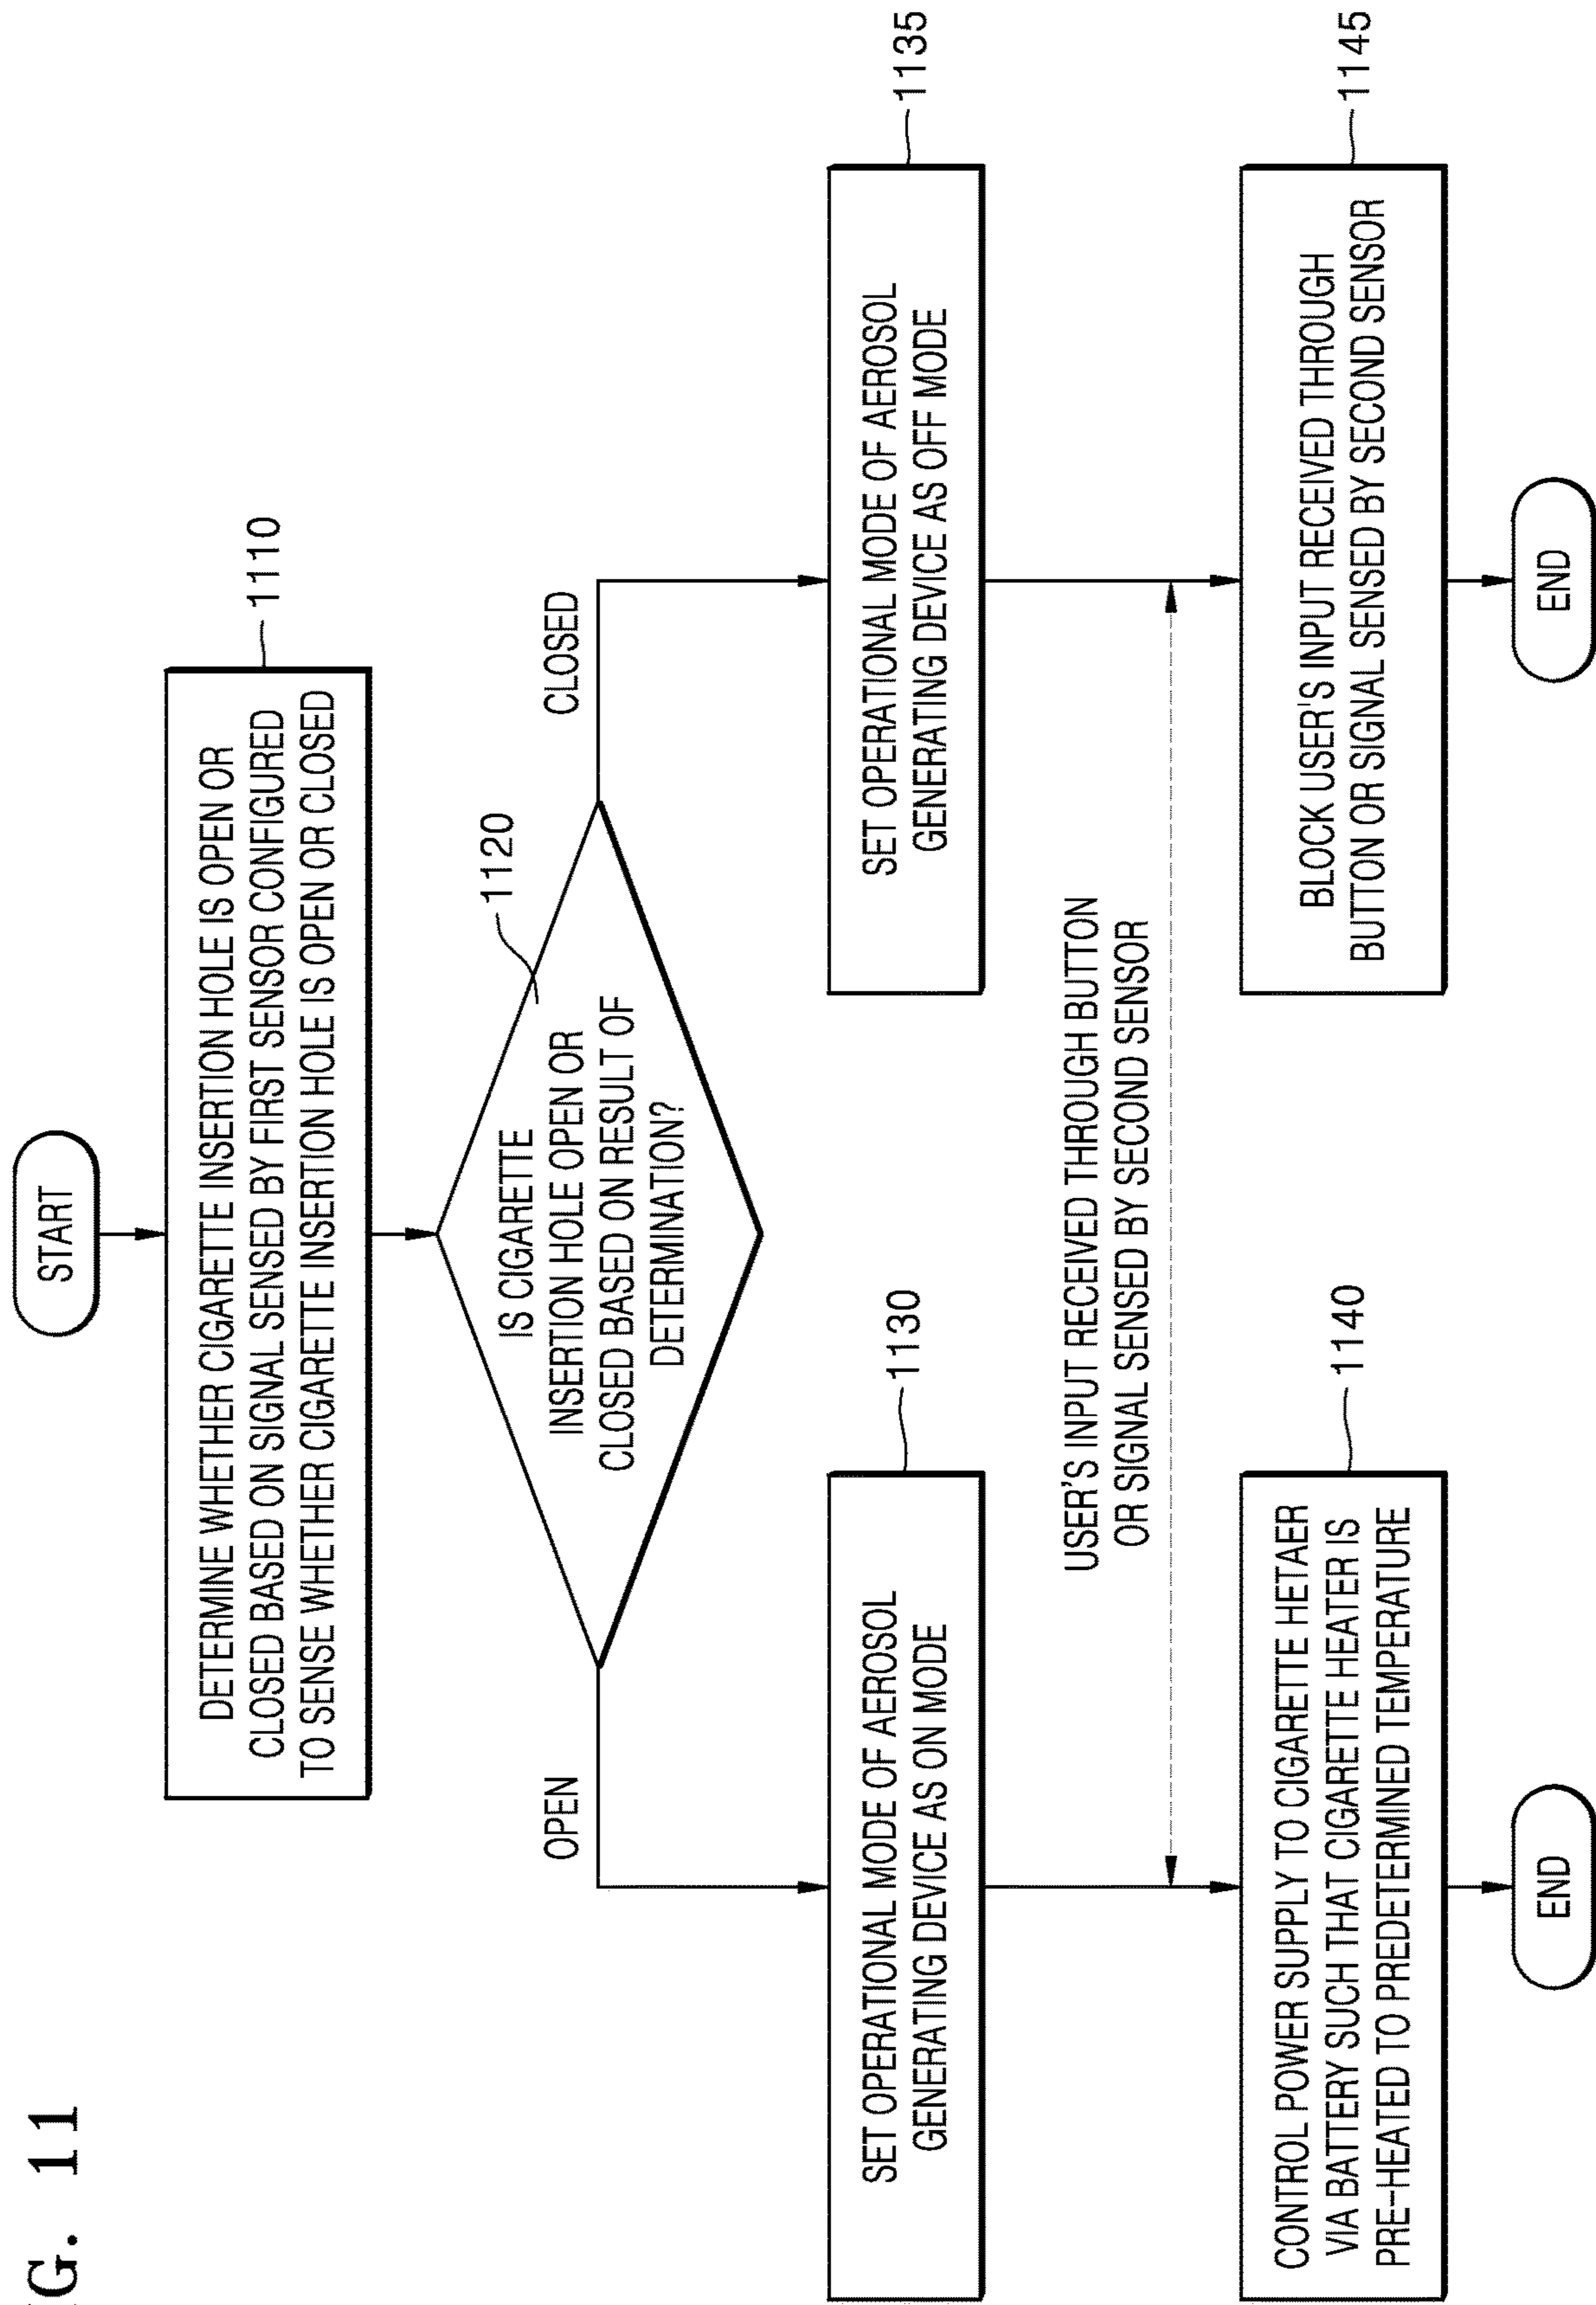 G. 11
START
DETERMINE WHETHER CIGARETTE INSERTION HOLE IS OPEN OR
CLOSED BASED ON SIGNAL SENSED BY FIRST SENSOR CONFIGURED
TO SENSE WHETHER CIGARETTE INSERTION HOLE IS OPEN OR CLOSED
1110
IS CIGARETTE
INSERTION HOLE OPEN OR
CLOSED BASED ON RESULT OF
DETERMINATION?
1120
OPEN
CLOSED
SET OPERATIONAL MODE OF AEROSOL
GENERATING DEVICE AS ON MODE
1130
SET OPERATIONAL MODE OF AEROSOL
GENERATING DEVICE AS OFF MODE
1135
USER'S INPUT RECEIVED THROUGH BUTTON
OR SIGNAL SENSED BY SECOND SENSOR
CONTROL POWER SUPPLY TO CIGARETTE HETAER
VIA BATTERY SUCH THAT CIGARETTE HEATER IS
PRE-HEATED TO PREDETERMINED TEMPERATURE
1140
BLOCK USER'S INPUT RECEIVED THROUGH
BUTTON OR SIGNAL SENSED BY SECOND SENSOR
1145
END
END